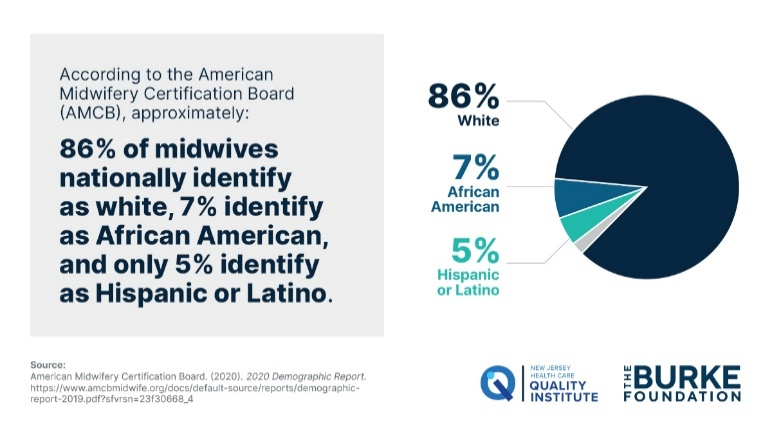 According to the American
Midwifery Certification Board
(AMCB), approximately:
86% of midwives
nationally identify
as white, 7% identify
as African American,
and only 5% identify
as Hispanic or Latino.
86%
White
7%
African
American
5%
Hispanic
or Latino
Source:
American Midwifery Certification Board. (2020). 2020 Demographic Report.
https://www.amcbmidwife.org/docs/default-source/reports/demographic-
report-2019.pdf?sfvrsn=23f30668_4
NEW JERSEY
HEALTH CARE
QUALITY
INSTITUTE
THE
BURKE
FOUNDATION